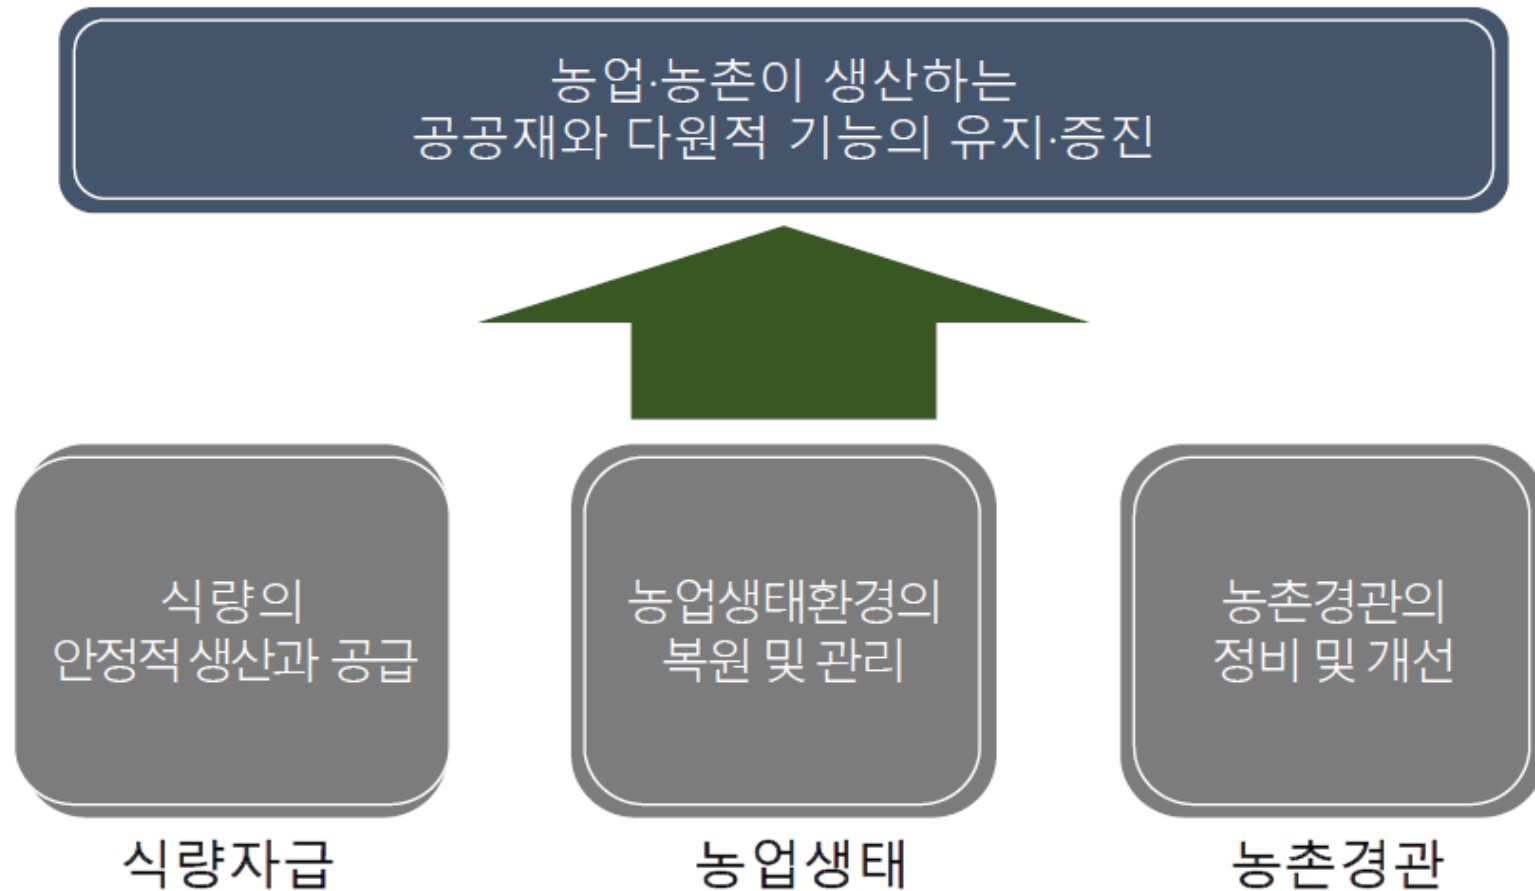 농업·농촌이 생산하는
공공재와 다원적 기능의 유지·증진
식량의
안정적 생산과 공급
농업생태환경의
복원 및 관리
농촌경관의
정비 및 개선
식량자급
농업생태
농촌경관